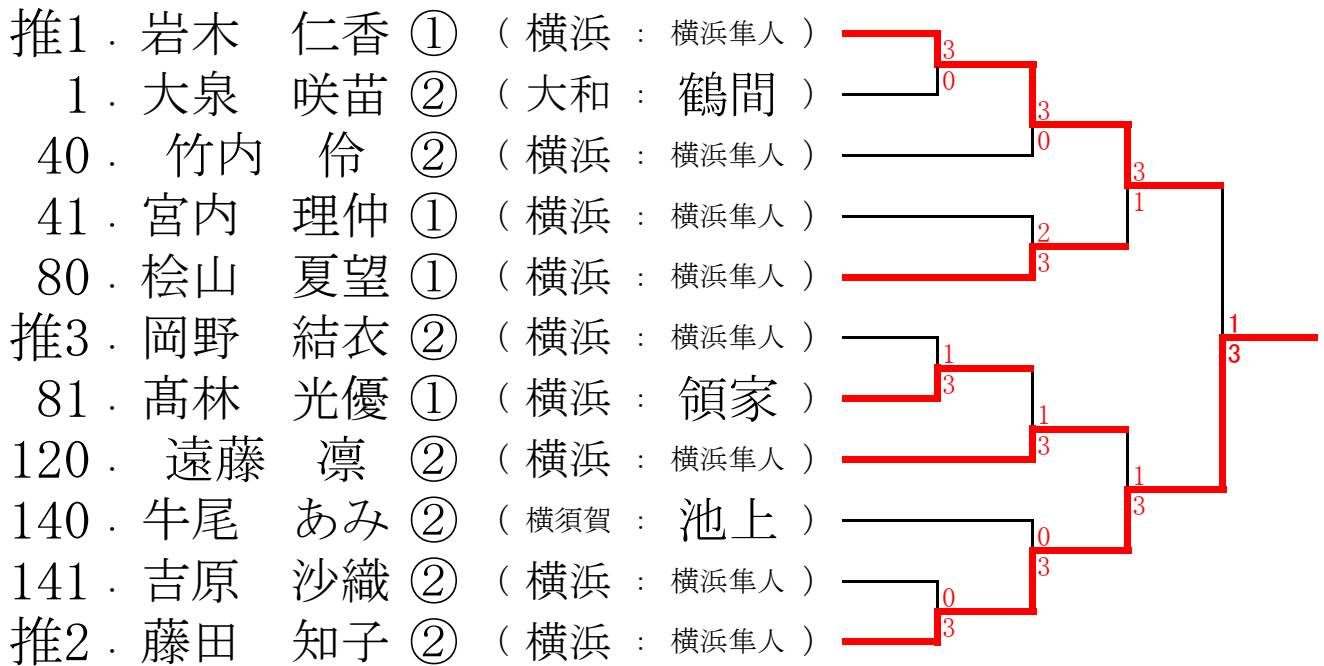 推1 . 岩木 仁香 ① ( 横浜 : 横浜隼人 )
3
0
1 . 大泉 咲苗 ② ( 大和 : 鶴間 )
3
0
40 . 竹内 伶 ② ( 横浜 : 横浜隼人 )
3
1
41 . 宮内 理仲 ① ( 横浜 : 横浜隼人 )
2
3
80 . 桧山 夏望 ① ( 横浜 : 横浜隼人 )
1
3
推3 . 岡野 結衣 ② ( 横浜 : 横浜隼人 )
1
3
81 .髙林 光優 ① ( 横浜 : 領家 )
1
3
120 . 遠藤 凛 ② ( 横浜 : 横浜隼人 )
1
3
140 . 牛尾 あみ ② ( 横須賀 : 池上 )
0
3
141 . 吉原 沙織 ② ( 横浜 : 横浜隼人 )
0
3
推2 . 藤田 知子 ② ( 横浜 : 横浜隼人 )